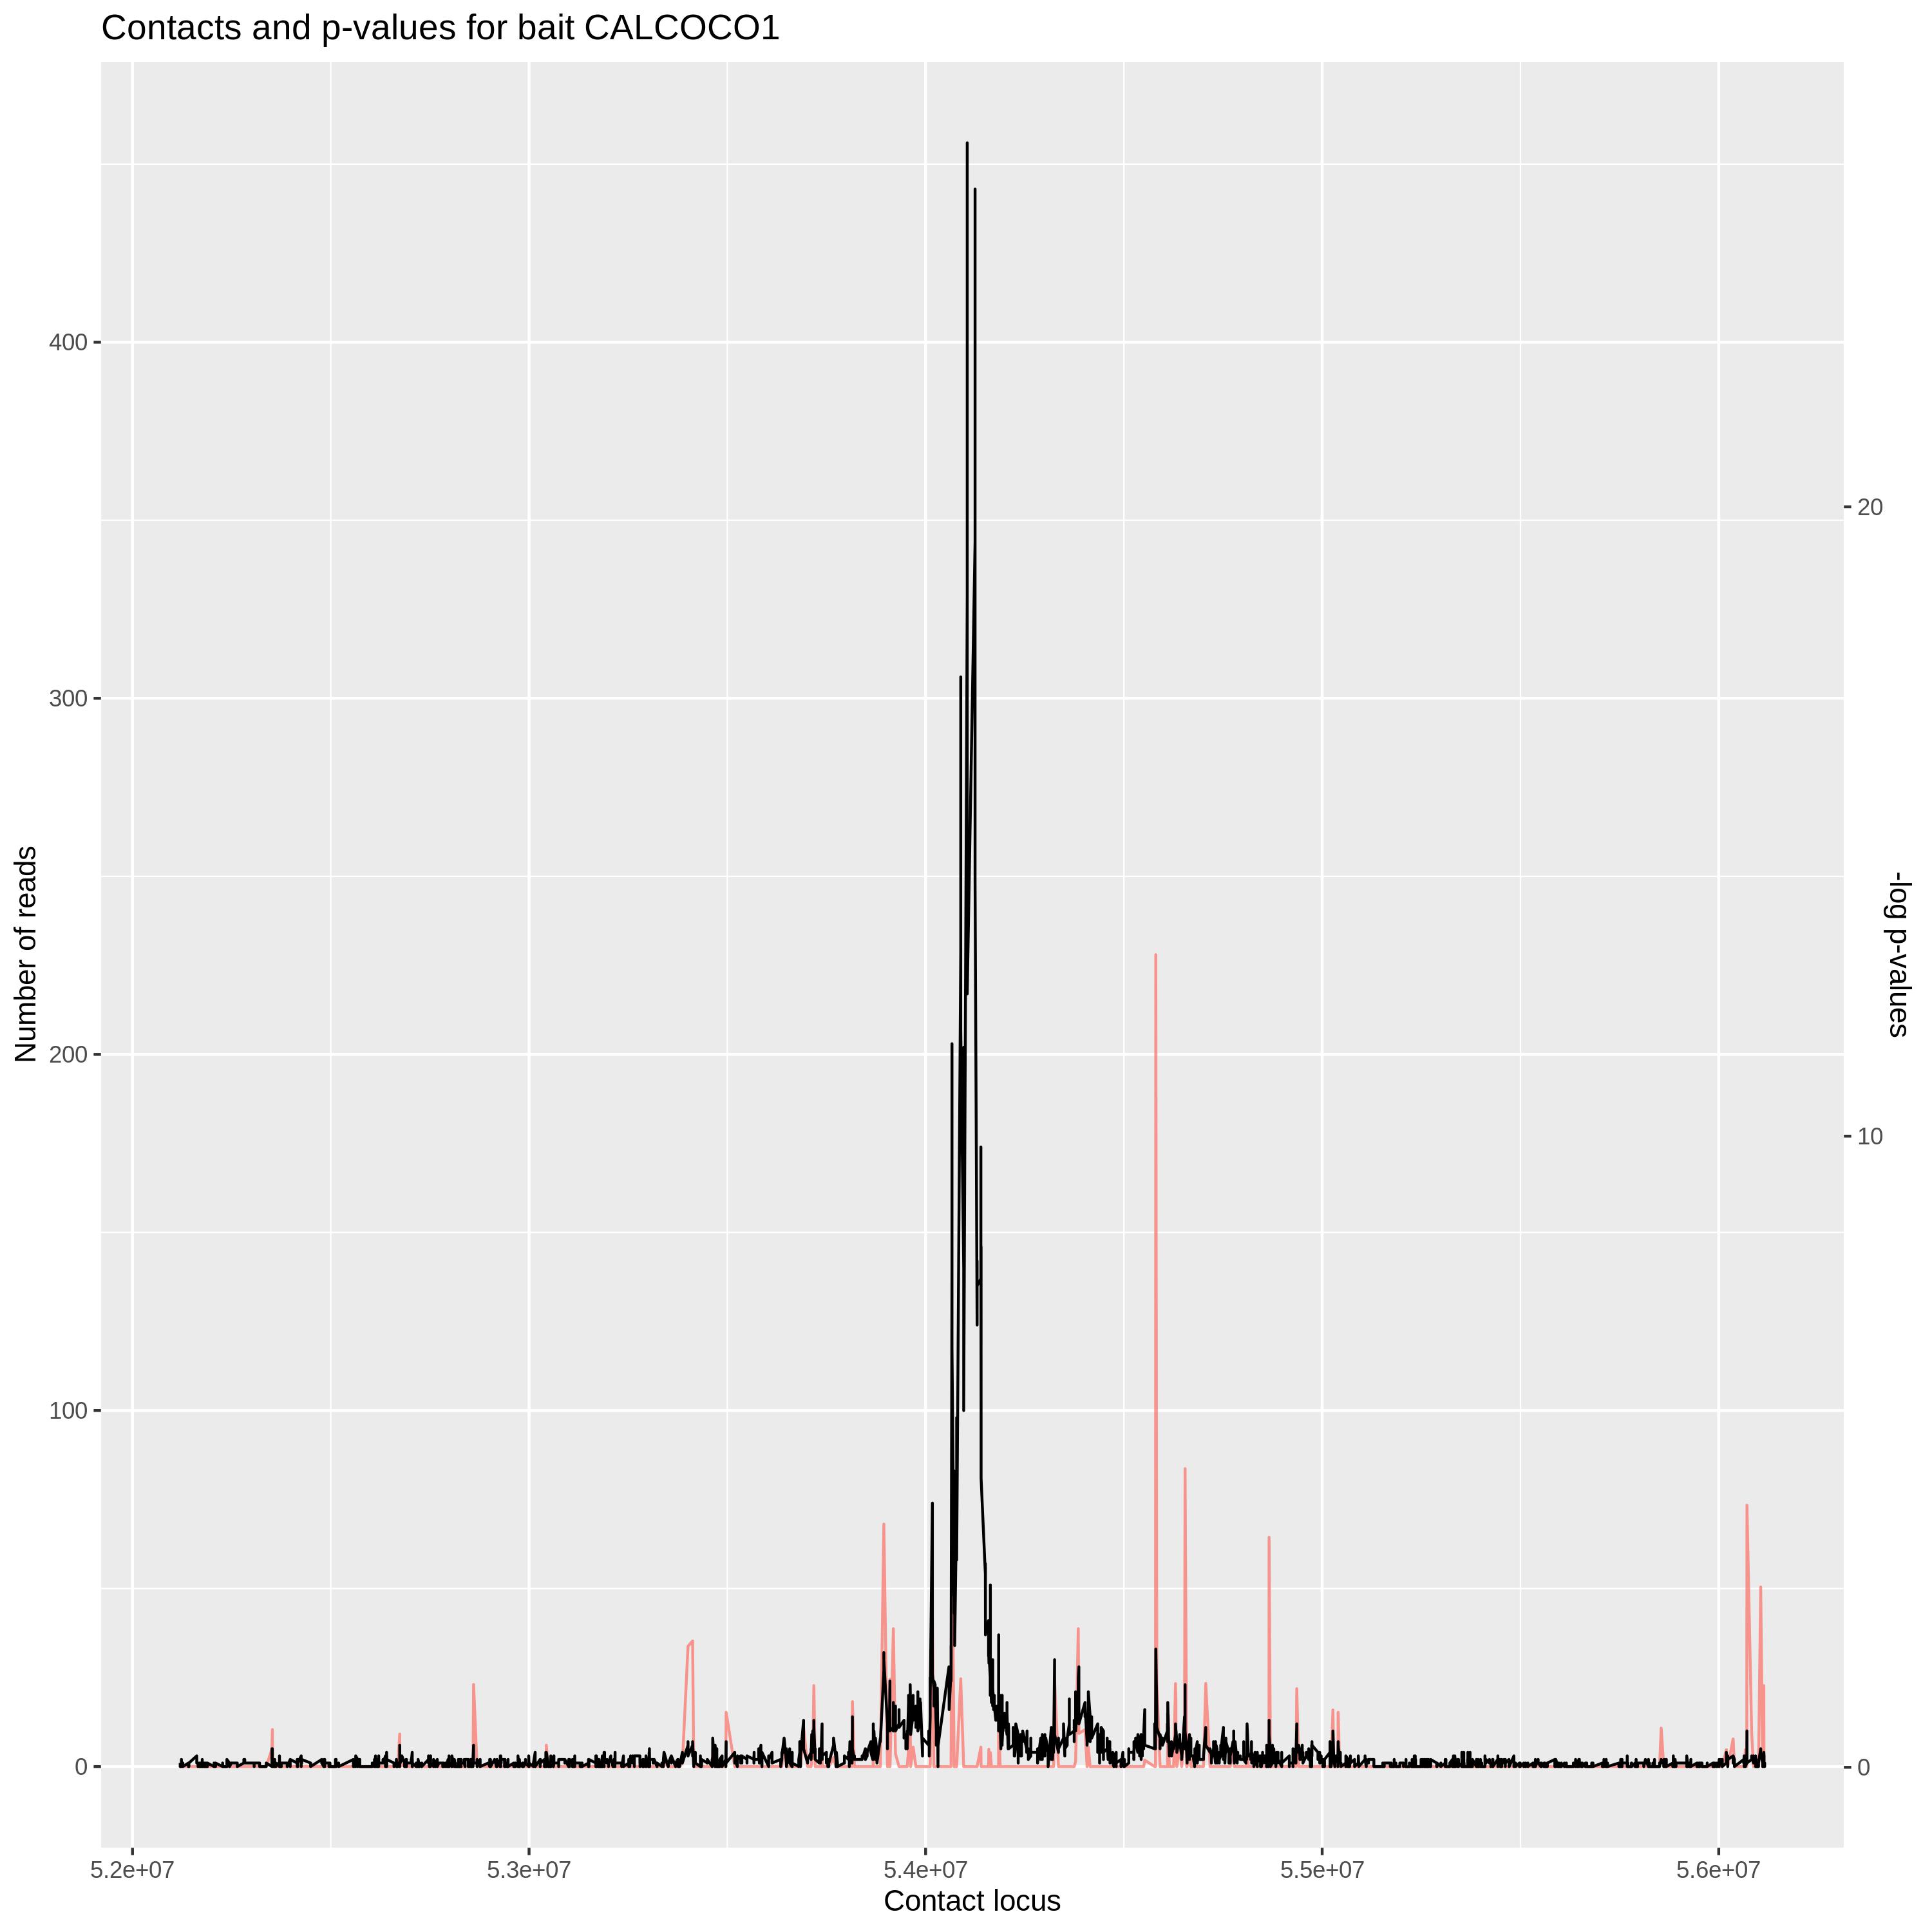 Contacts and p-values for bait CALCOCO1
Number of reads
400
300
200
100
0
20
10
0
-log p-values
5.2e+07
5.3e+07
5.4e+07
5.5e+07
5.6e+07
Contact locus